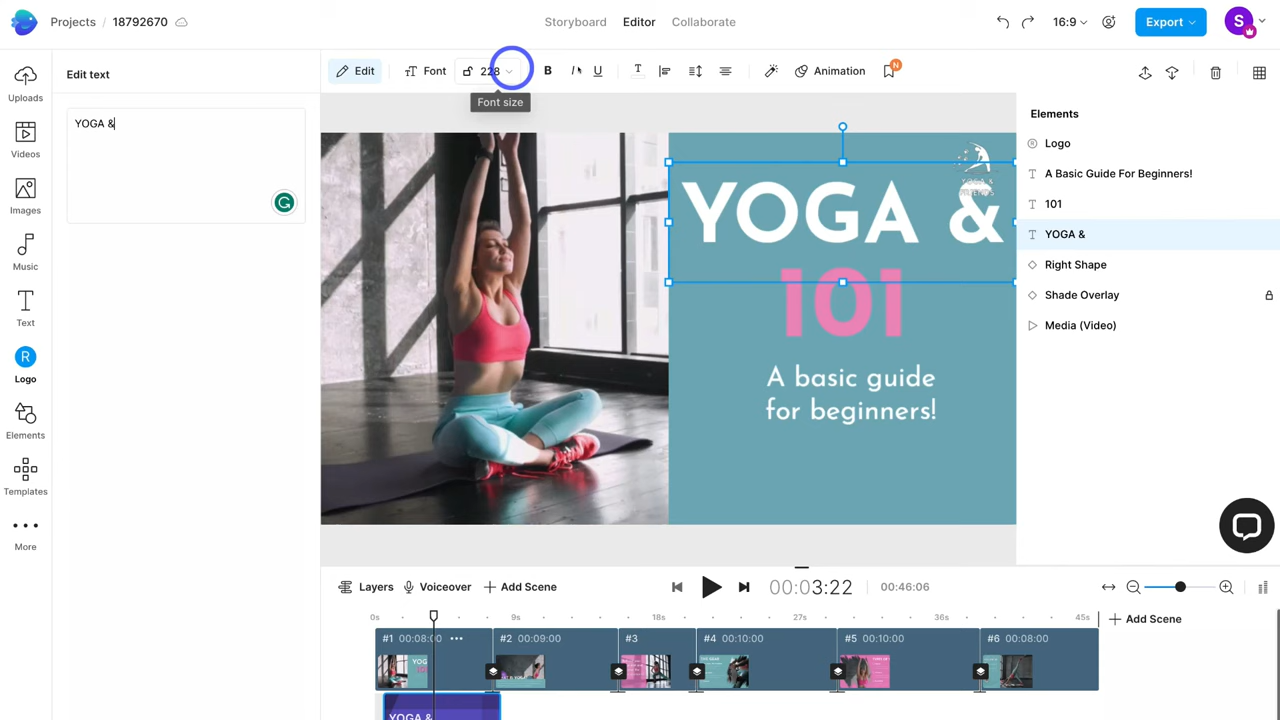 Projects 18792670
Storyboard Editor Collaborate
16:9
Export
S
Uploads
Videos
Images
Music
Text
R
Logo
Elements
Templates
More
Edit text
YOGA &
Edit
Font
228
B
I
U
T
Animation
N
Font size
YOGA &
101
A basic guide
for beginners!
YOGA &
Elements
Logo
A Basic Guide For Beginners!
101
YOGA &
Right Shape
Shade Overlay
Media (Video)
Layers Voiceover Add Scene
00:03:22 00:46:06
0s 9s 18s 27s 36s 45s
Add Scene
#1 00:08:00
#2 00:09:00
#3
#4 00:10:00
#5 00:10:00
#6 00:08:00
YOGA &